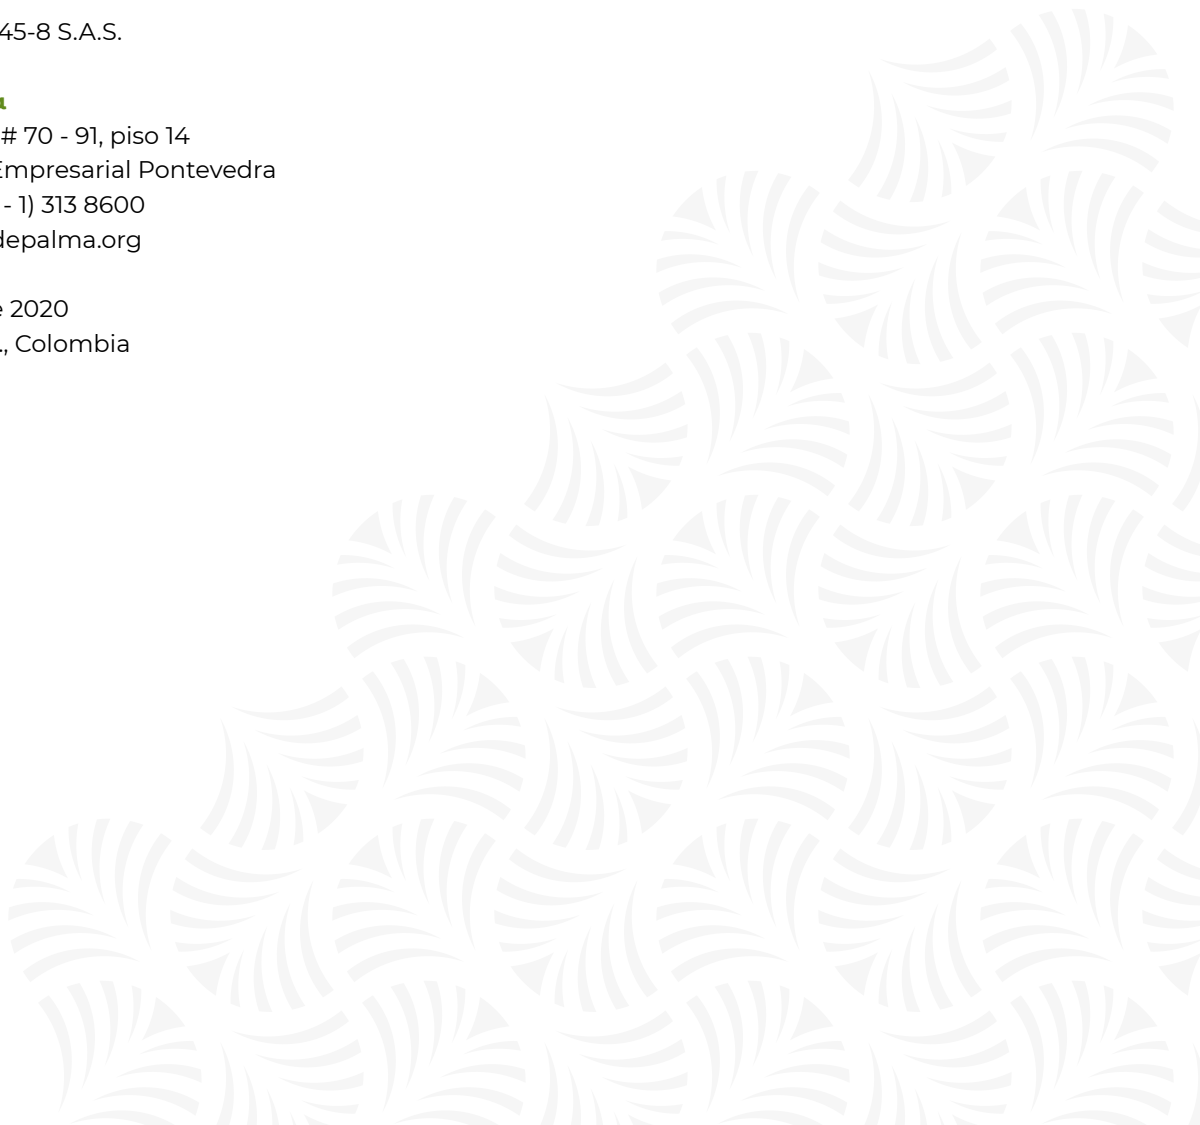 45-8 S.A.S.
a
# 70 - 91, piso 14
Empresarial Pontevedra
- 1) 313 8600
depalma.org
e 2020
., Colombia